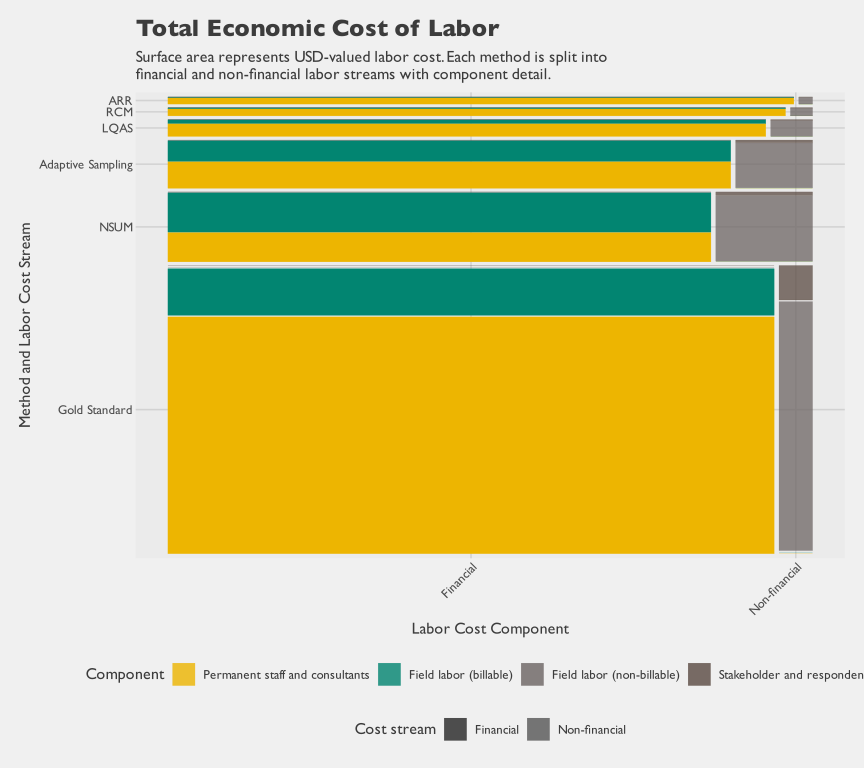 Total Economic Cost of Labor
Surface area represents USD-valued labor cost. Each method is split into
financial and non-financial labor streams with component detail.
ARR
RCM
LQAS
Adaptive Sampling
NSUM
Gold Standard
Method and Labor Cost Stream
Financial
Non-financial
Labor Cost Component
Component
Permanent staff and consultants
Field labor (billable)
Field labor (non-billable)
Stakeholder and responden
Cost stream
Financial
Non-financial